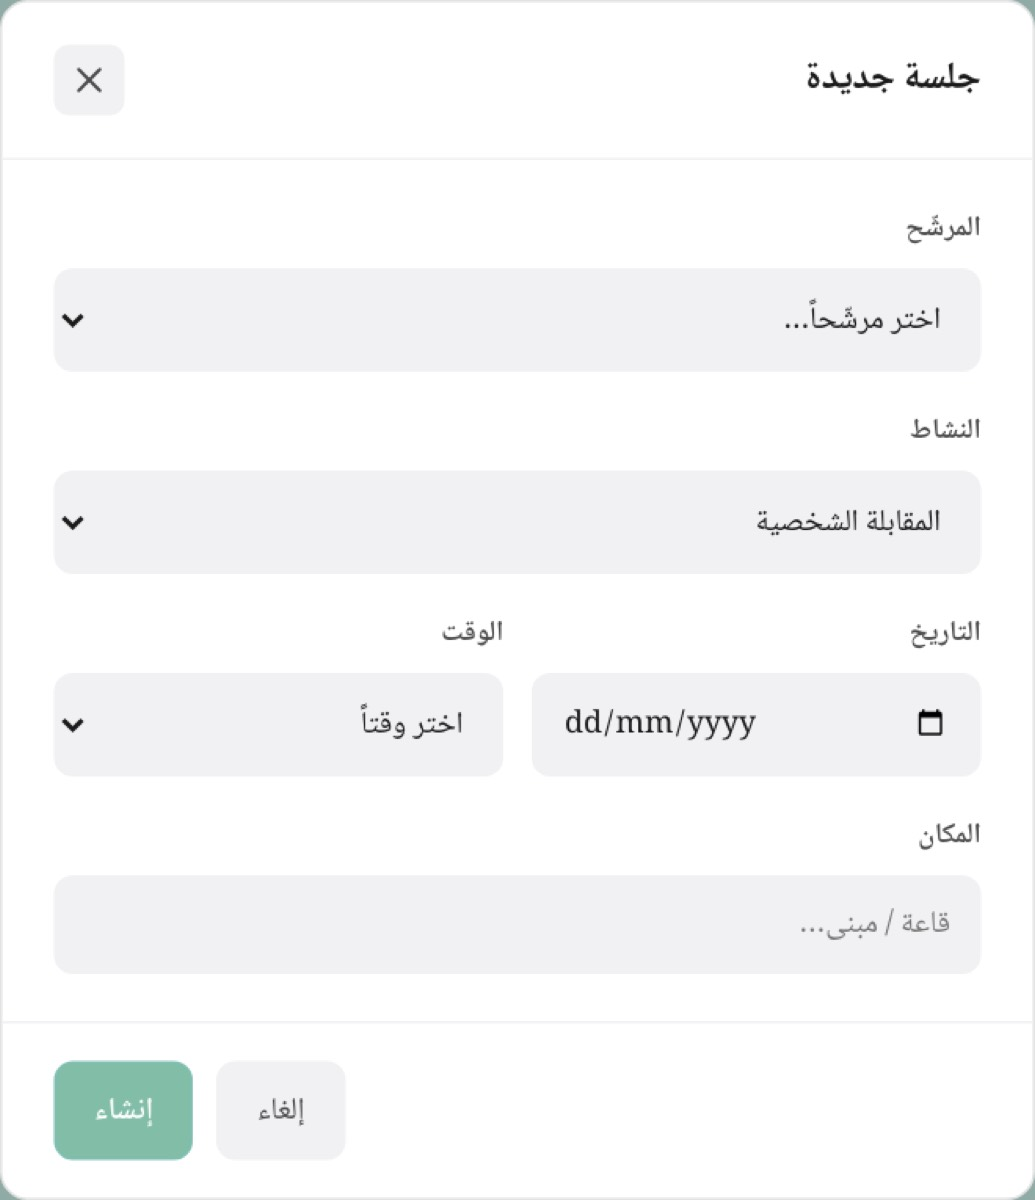 جلسة جديدة
المرشّح
اختر مرشّحاً...
النشاط
المقابلة الشخصية
التاريخ
الوقت
dd/mm/yyyy
اختر وقتاً
المكان
قاعة / مبنى...
إلغاء
إنشاء